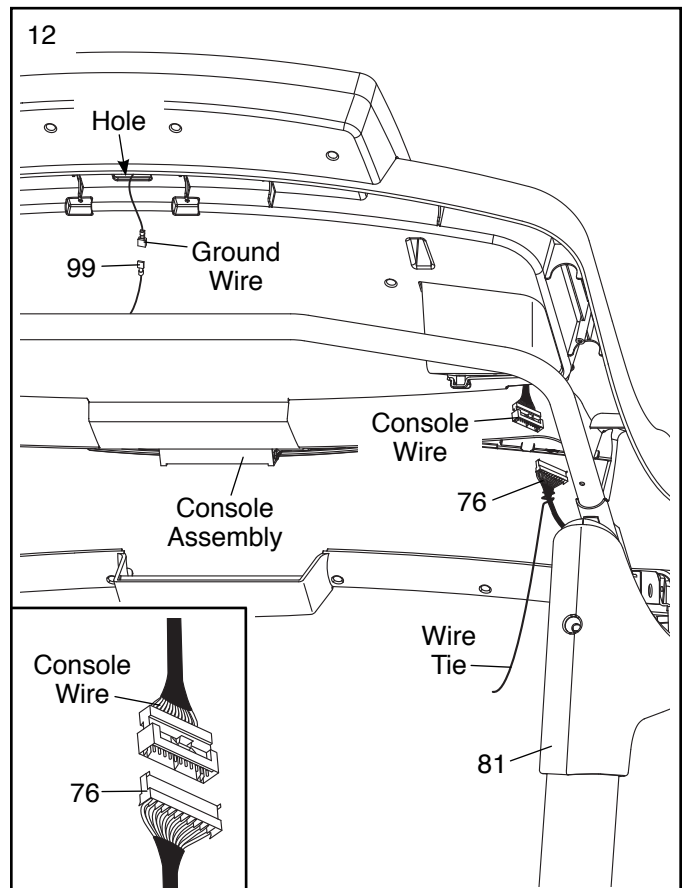 12
Hole
Ground
Wire
99
Console
Wire
76
Console
Assembly
Wire
Tie
81
Console
Wire
76